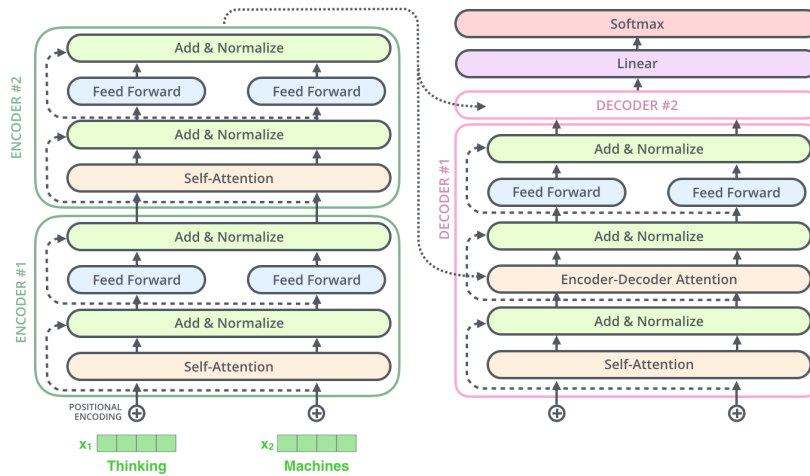 ENCODER #2
Add & Normalize
Feed Forward
Feed Forward
Add & Normalize
Self-Attention
ENCODER #1
Add & Normalize
Feed Forward
Feed Forward
Add & Normalize
Self-Attention
POSITIONAL
ENCODING
x1
x2
Thinking
Machines
Softmax
Linear
DECODER #2
DECODER #1
Add & Normalize
Feed Forward
Feed Forward
Add & Normalize
Encoder-Decoder Attention
Add & Normalize
Self-Attention